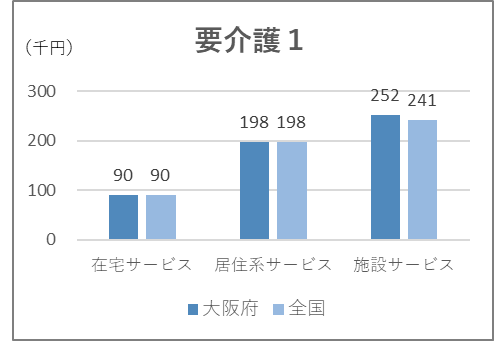 要介護１
（千円）
300
200
100
0
90
90
198
198
252
241
在宅サービス
居住系サービス
施設サービス
大阪府
全国